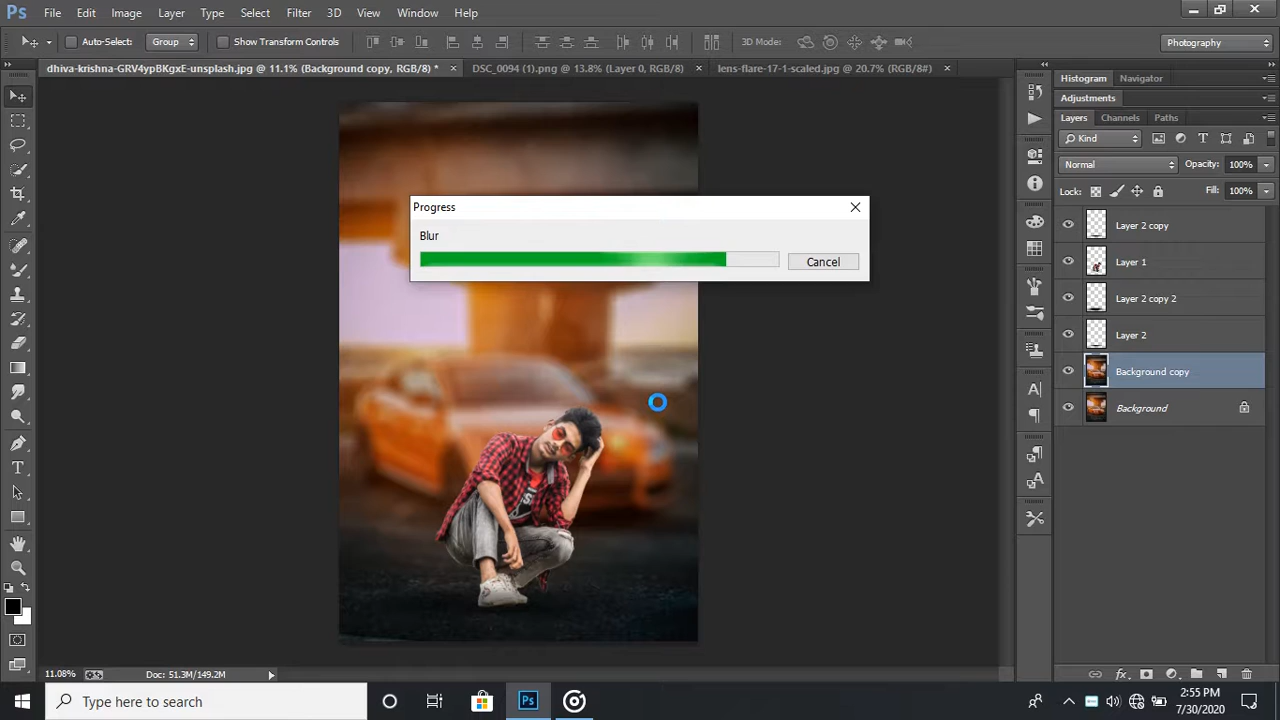 Ps File Edit Image Layer Type Select Filter 3D View Window Help
Auto-Select: Group Show Transform Controls 3D Mode: Photography
dhiva-krishna-GRV4ypBKgxE-unsplash.jpg @ 11.1% (Background copy, RGB/8) * DSC_0094 (1).png @ 13.8% (Layer 0, RGB/8) lens-flare-17-1-scaled.jpg @ 20.7% (RGB/8#)
Histogram Navigator
Adjustments
Layers Channels Paths
Kind
Normal Opacity: 100%
Lock: Fill: 100%
Progress
Blur
Cancel
Layer 2 copy
Layer 1
Layer 2 copy 2
Layer 2
Background copy
Background
11.08% Doc: 51.3M/149.2M
Type here to search
Ps
2:55 PM
7/30/2020